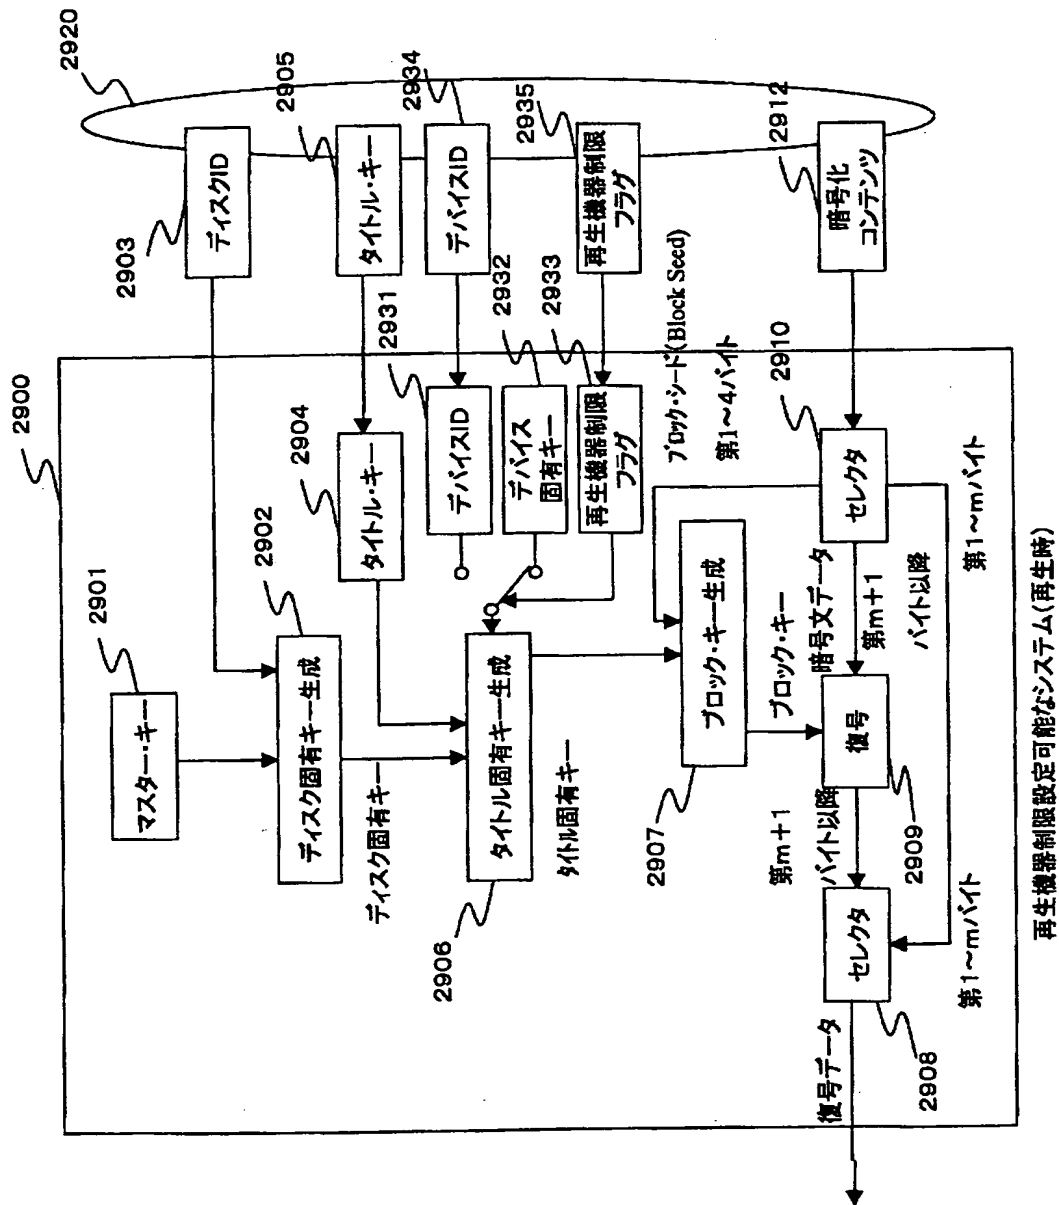 2900
2901
マスター・キー
2902
ディスク固有キー生成
ディスク固有キー
2903
ディスクID
2920
2904
タイトル・キー
2905
タイトル・キー
2906
タイトル固有キー生成
タイトル固有キー
2931
デバイスID
2934
デバイスID
2932
デバイス
固有キー
2933
再生機器制限
フラグ
2935
再生機器制限
フラグ
ブロック・シード(Block Seed)
第1~4バイト
2907
ブロック・キー生成
ブロック・キー
2908
セレクタ
復号データ
第m+1
バイト以降
2909
復号
暗号文データ
第m+1
バイト以降
2910
セレクタ
2912
暗号化
コンテンツ
第1~mバイト
第1~mバイト
再生機器制限設定可能なシステム(再生時)